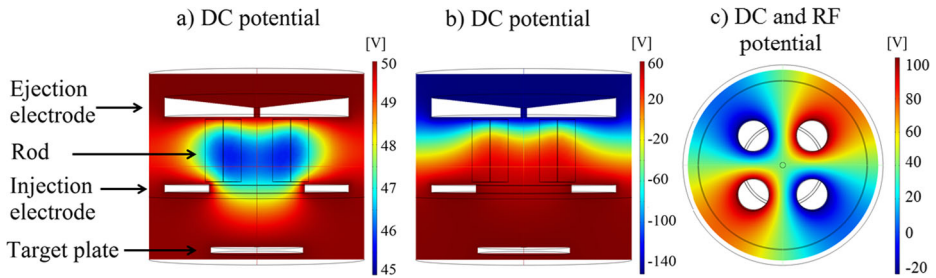 a) DC potential
b) DC potential
c) DC and RF
potential
[V]
50
49
48
47
46
45
[V]
60
20
-20
-60
-100
-140
[V]
100
80
60
40
20
0
-20
Ejection
electrode
Rod
Injection
electrode
Target plate